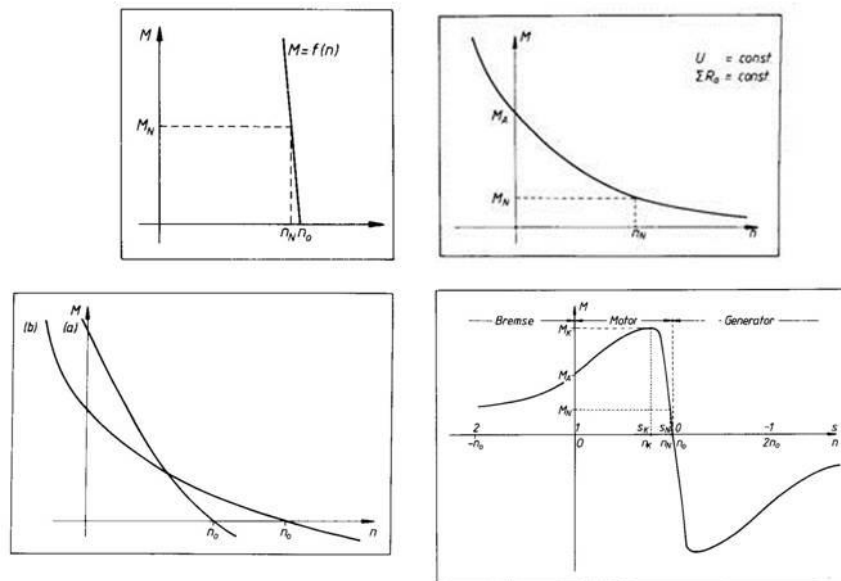 M
M=f(n)
M_N
n_N n_0
M
U = const.
ΣR_a = const.
M_A
M_N
n_N
n
M
(b) (a)
n_0 n_0 n
M
Bremse Motor Generator
M_K
M_A
M_N
2 1 s_K s_N 0 -1 s
-n_0 0 n_K n_N n_0 2n_0 n